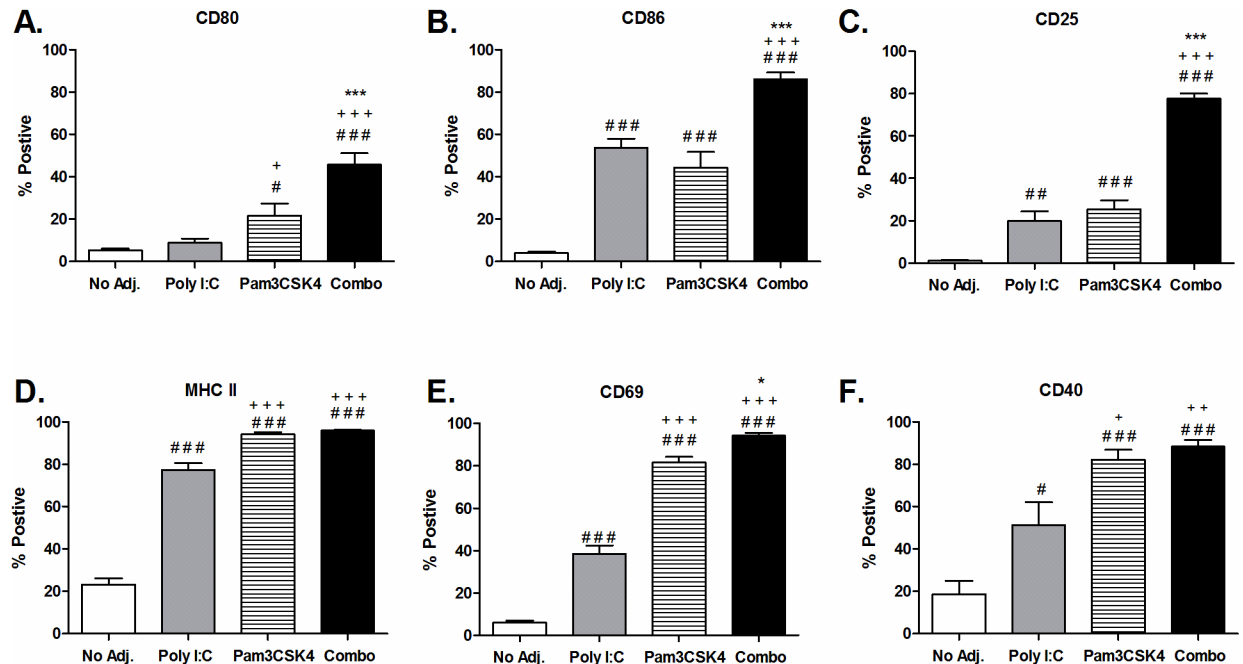 A.
CD80
% Postive
100
80
60
40
20
0
+
#
***
+ + +
# # #
No Adj.
Poly I:C
Pam3CSK4
Combo
B.
CD86
% Postive
100
80
60
40
20
0
# # #
# # #
***
+ + +
# # #
No Adj.
Poly I:C
Pam3CSK4
Combo
C.
CD25
% Postive
100
80
60
40
20
0
# #
# # #
***
+ + +
# # #
No Adj.
Poly I:C
Pam3CSK4
Combo
D.
MHC II
% Postive
100
80
60
40
20
0
# # #
+ + +
# # #
+ + +
# # #
No Adj.
Poly I:C
Pam3CSK4
Combo
E.
CD69
% Postive
100
80
60
40
20
0
# # #
+ + +
# # #
*
+ + +
# # #
No Adj.
Poly I:C
Pam3CSK4
Combo
F.
CD40
% Postive
100
80
60
40
20
0
#
+
# # #
+ +
# # #
No Adj.
Poly I:C
Pam3CSK4
Combo